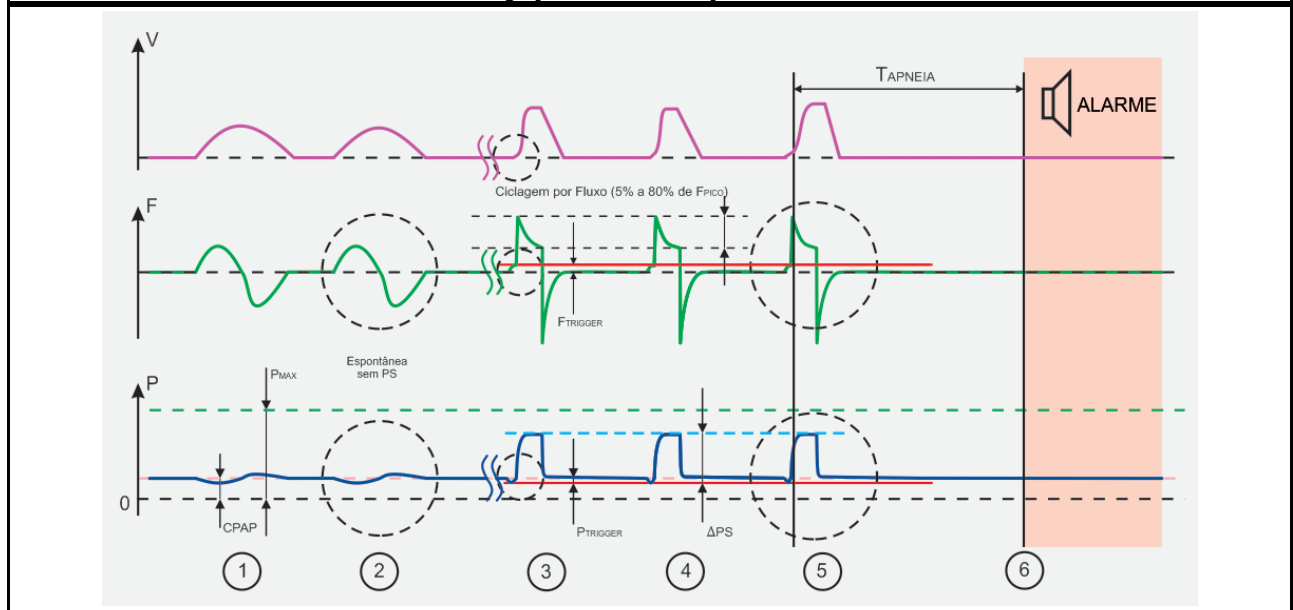 V
TAPNEIA
ALARME
Ciclagem por Fluxo (5% a 80% de FPICO)
F
FTRIGGER
Espontânea
sem PS
PMAX
P
0
CPAP
PTRIGGER
ΔPS
1
2
3
4
5
6